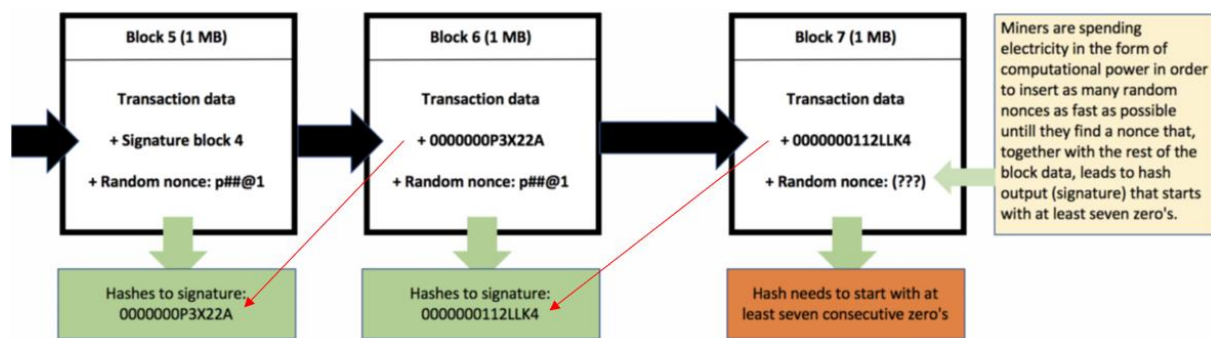 Block 5 (1 MB)
Transaction data
+ Signature block 4
+ Random nonce: p##@1
Hashes to signature:
0000000P3X22A
Block 6 (1 MB)
Transaction data
+ 0000000P3X22A
+ Random nonce: p##@1
Hashes to signature:
0000000112LLK4
Block 7 (1 MB)
Transaction data
+ 0000000112LLK4
+ Random nonce: (???)
Hash needs to start with at
least seven consecutive zero's
Miners are spending
electricity in the form of
computational power in order
to insert as many random
nonces as fast as possible
untill they find a nonce that,
together with the rest of the
block data, leads to hash
output (signature) that starts
with at least seven zero's.